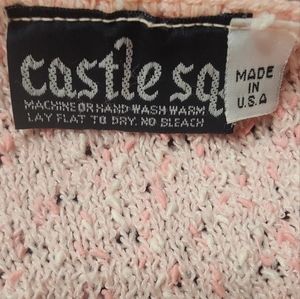 castle sq
MACHINE OR HAND WASH WARM
LAY FLAT TO DRY. NO BLEACH
MADE
IN
U.S.A